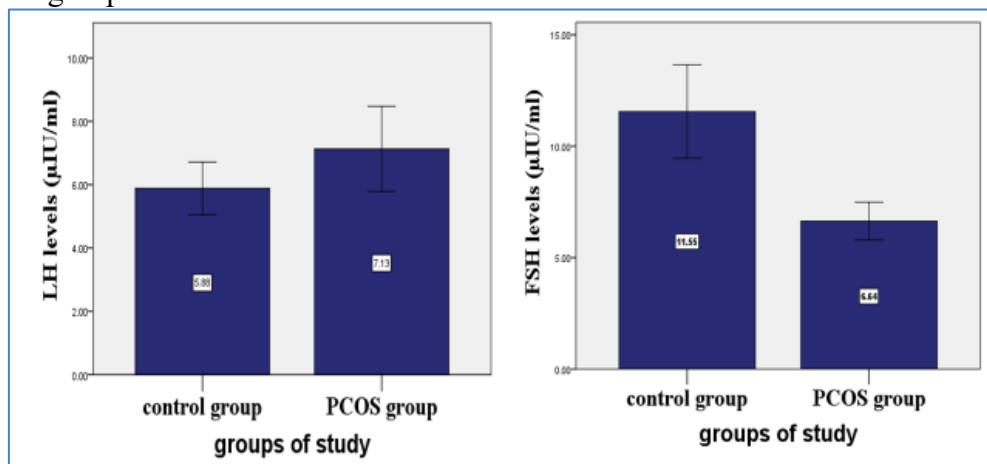 LH levels (µIU/ml)
10.00
8.00
6.00
4.00
2.00
0.00
5.88
7.13
control group
PCOS group
groups of study
FSH levels (µIU/ml)
15.00
10.00
5.00
0.00
11.55
6.64
control group
PCOS group
groups of study